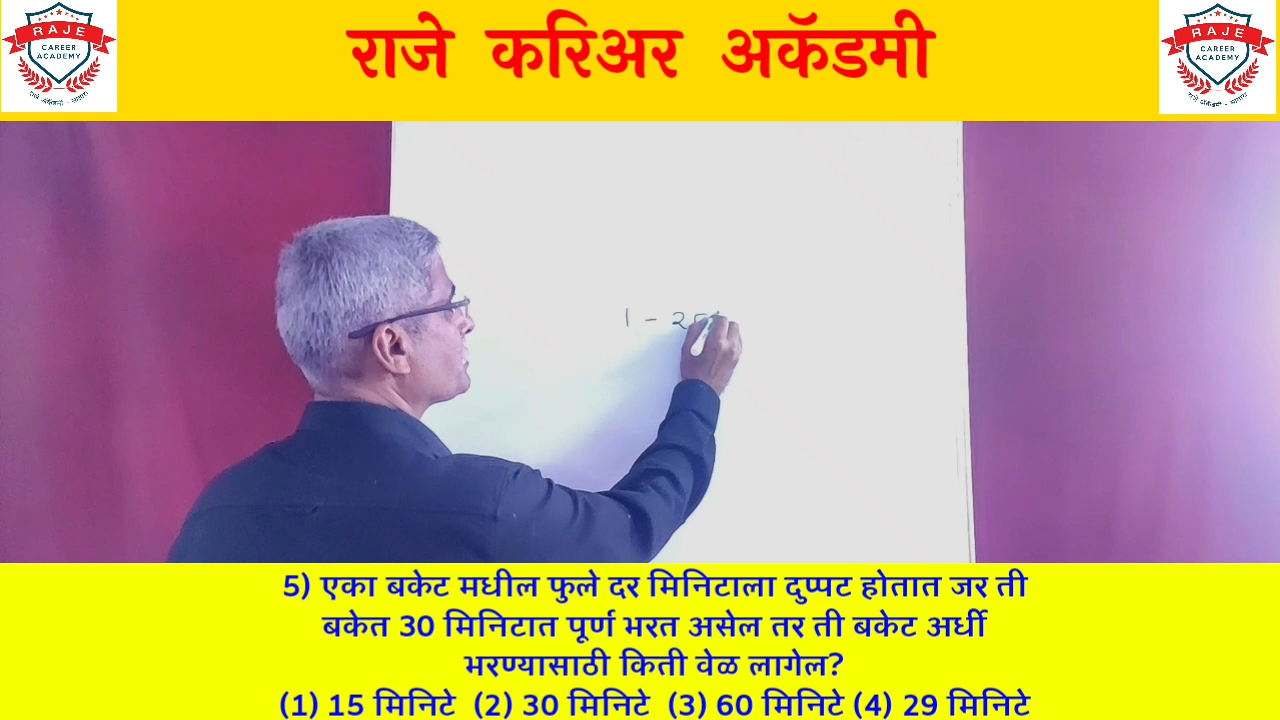 RAJE
CAREER
ACADEMY
राजे करिअर अकॅडमी
RAJE
CAREER
ACADEMY
1 - 2
5) एका बकेट मधील फुले दर मिनिटाला दुप्पट होतात जर ती
बकेत 30 मिनिटात पूर्ण भरत असेल तर ती बकेट अर्धी
भरण्यासाठी किती वेळ लागेल?
(1) 15 मिनिटे (2) 30 मिनिटे (3) 60 मिनिटे (4) 29 मिनिटे